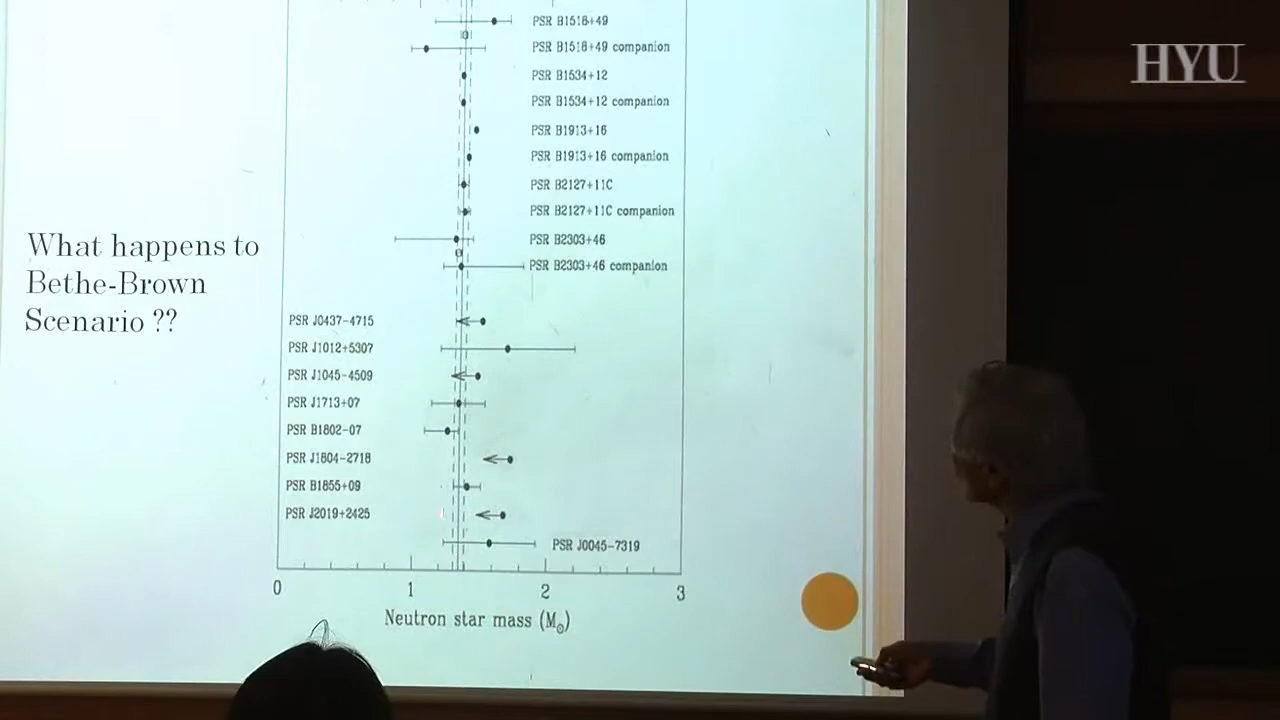 HYU
PSR B1518+49
PSR B1518+49 companion
PSR B1534+12
PSR B1534+12 companion
PSR B1913+16
PSR B1913+16 companion
PSR B2127+11C
PSR B2127+11C companion
PSR B2303+46
PSR B2303+46 companion
What happens to
Bethe-Brown
Scenario ??
PSR J0437-4715
PSR J1012+5307
PSR J1045-4509
PSR J1713+07
PSR B1802-07
PSR J1804-2718
PSR B1855+09
PSR J2019+2425
PSR J0045-7319
0 1 2 3
Neutron star mass (M☉)